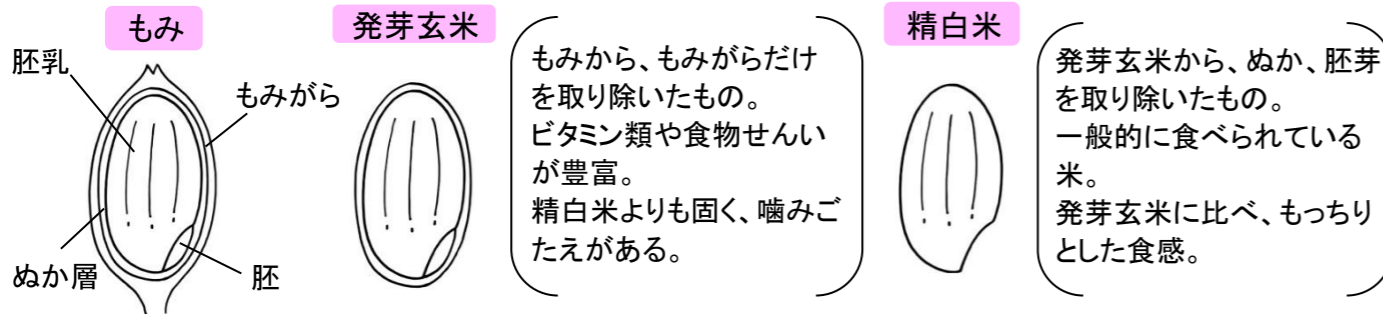 もみ
胚乳
もみがら
ぬか層
胚
発芽玄米
もみから、もみがらだけ
を取り除いたもの。
ビタミン類や食物せんい
が豊富。
精白米よりも固く、噛みご
たえがある。
精白米
発芽玄米から、ぬか、胚芽
を取り除いたもの。
一般的に食べられている
米。
発芽玄米に比べ、もっちり
とした食感。